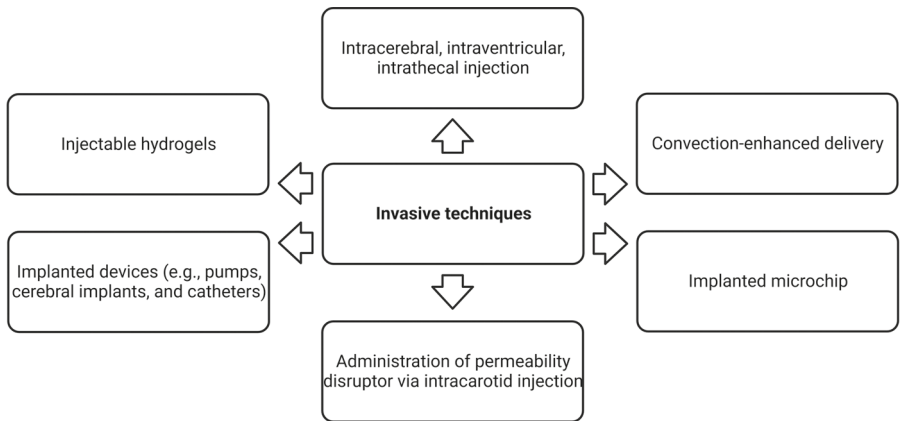 Intracerebral, intraventricular,
intrathecal injection
Injectable hydrogels
Convection-enhanced delivery
Invasive techniques
Implanted devices (e.g., pumps,
cerebral implants, and catheters)
Implanted microchip
Administration of permeability
disruptor via intracarotid injection